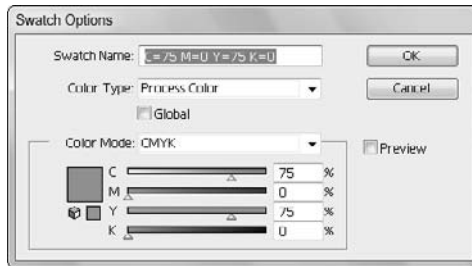 Swatch Options
Swatch Name: C=75 M=0 Y=75 K=0
OK
Color Type: Process Color
Cancel
Global
Color Mode: CMYK
Preview
C 75 %
M 0 %
Y 75 %
K 0 %